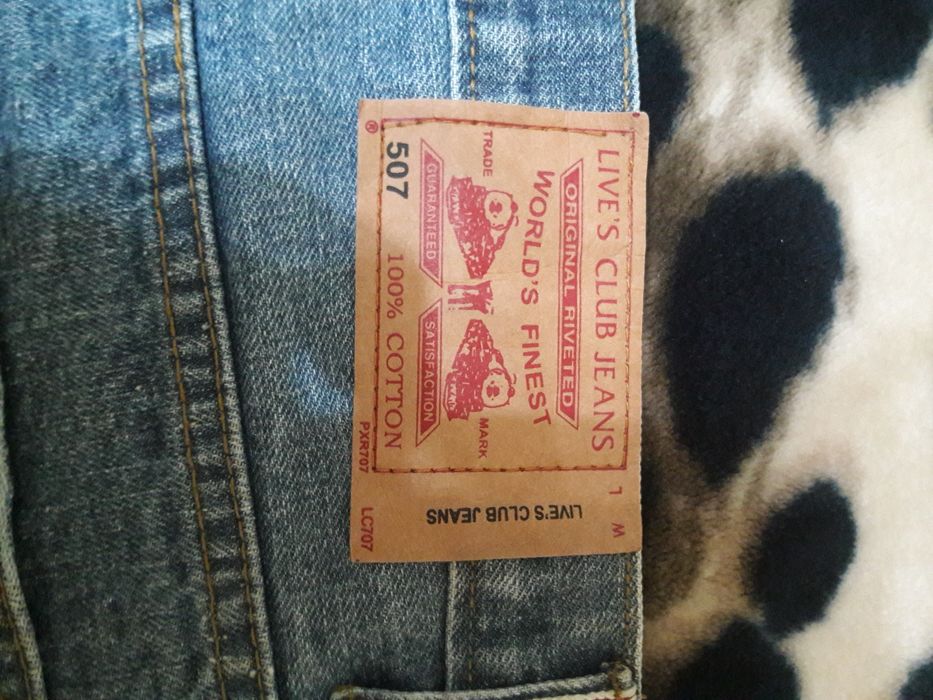 LIVE'S CLUB JEANS
ORIGINAL RIVETED
WORLD'S FINEST
TRADE MARK
GUARANTEED SATISFACTION
507 100% COTTON
®
PXR707 LC707
L W
LIVE'S CLUB JEANS